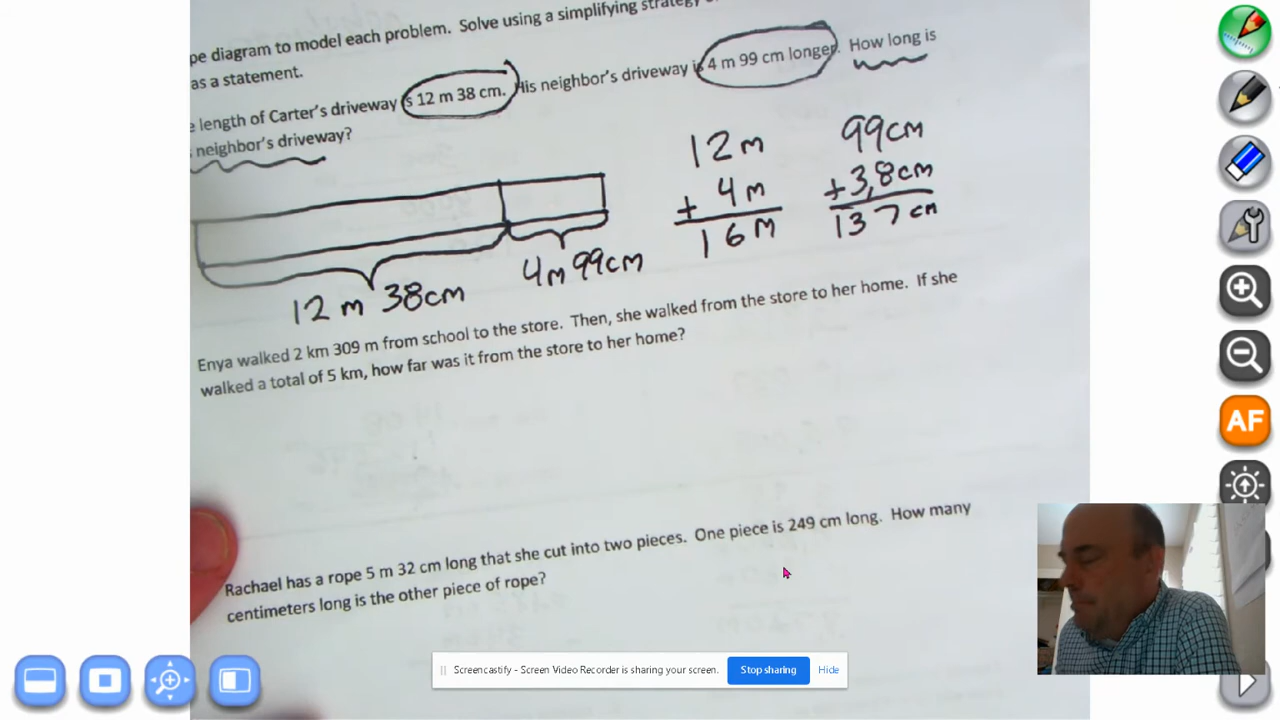 pe diagram to model each problem. Solve using a simplifying strategy
as a statement.
length of Carter's driveway is 12 m 38 cm. His neighbor's driveway is 4 m 99 cm longer. How long is
neighbor's driveway?
12 m
+ 4 m
16 m
99 cm
+ 38 cm
137 cm
12 m 38 cm
4 m 99 cm
Enya walked 2 km 309 m from school to the store. Then, she walked from the store to her home. If she
walked a total of 5 km, how far was it from the store to her home?
Rachael has a rope 5 m 32 cm long that she cut into two pieces. One piece is 249 cm long. How many
centimeters long is the other piece of rope?
AF
Screencastify - Screen Video Recorder is sharing your screen.
Stop sharing
Hide